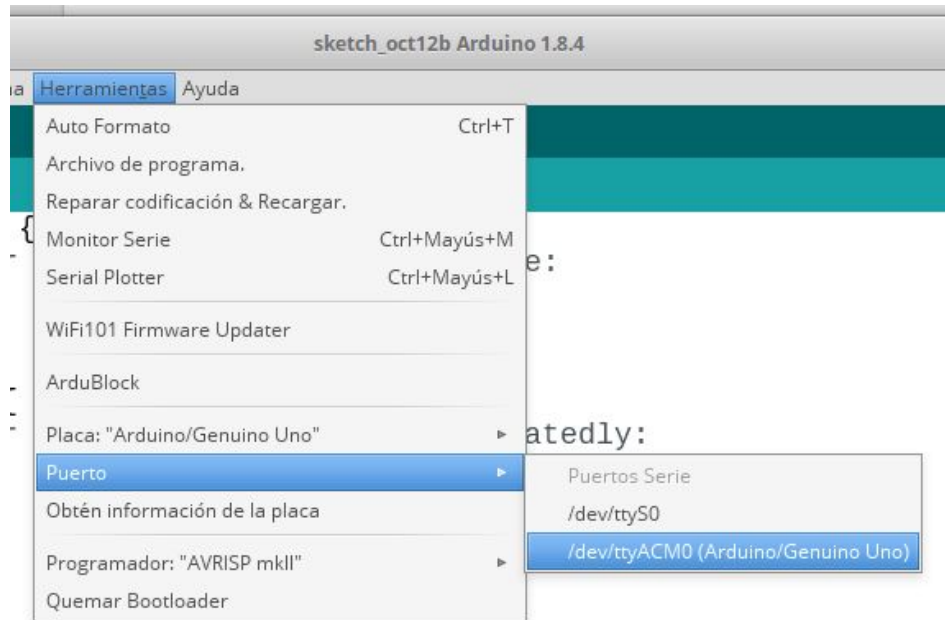 sketch_oct12b Arduino 1.8.4
na Herramientas Ayuda
Auto Formato Ctrl+T
Archivo de programa.
Reparar codificación & Recargar.
{
Monitor Serie Ctrl+Mayús+M
e:
Serial Plotter Ctrl+Mayús+L
WiFi101 Firmware Updater
ArduBlock
Placa: "Arduino/Genuino Uno"
atedly:
Puerto
Puertos Serie
Obtén información de la placa
/dev/ttyS0
/dev/ttyACM0 (Arduino/Genuino Uno)
Programador: "AVRISP mkII"
Quemar Bootloader